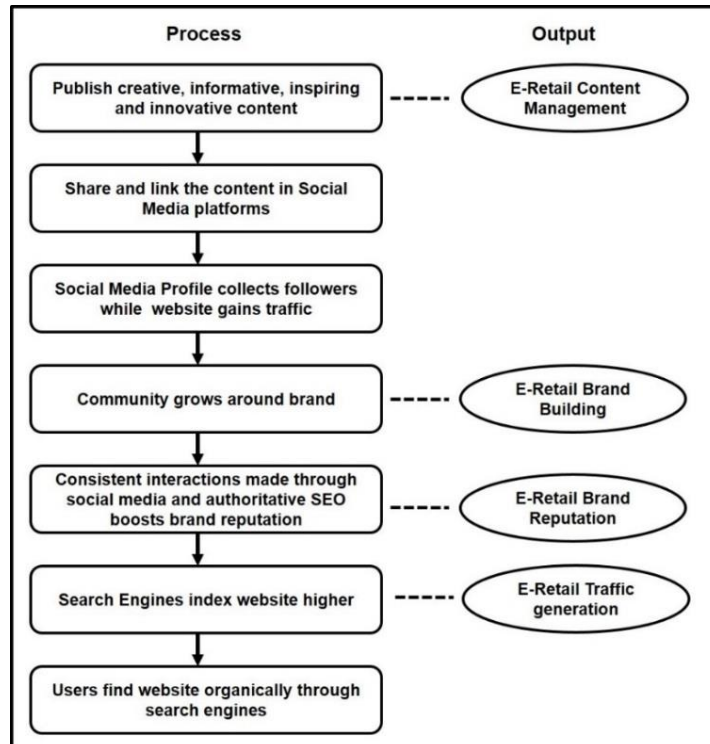 Process
Output
Publish creative, informative, inspiring
and innovative content
E-Retail Content
Management
Share and link the content in Social
Media platforms
Social Media Profile collects followers
while website gains traffic
Community grows around brand
E-Retail Brand
Building
Consistent interactions made through
social media and authoritative SEO
boosts brand reputation
E-Retail Brand
Reputation
Search Engines index website higher
E-Retail Traffic
generation
Users find website organically through
search engines